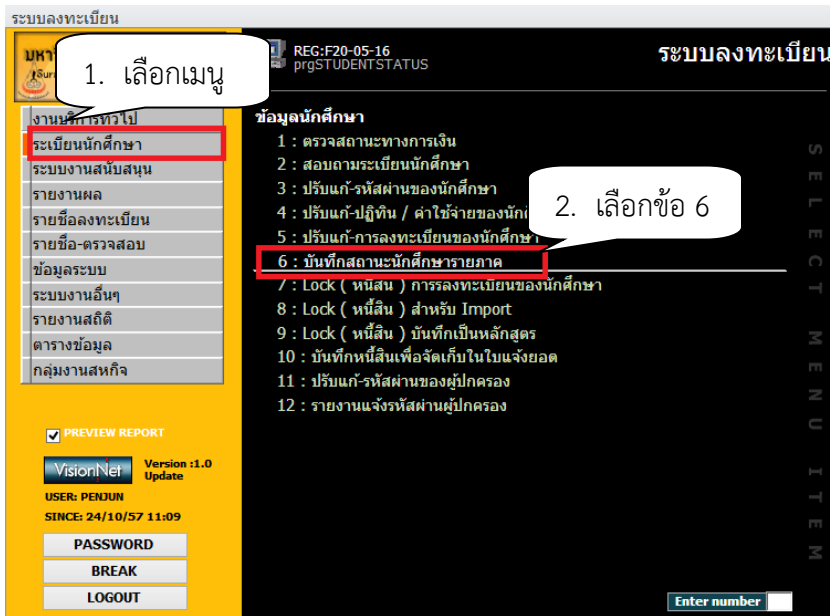 ระบบลงทะเบียน
REG:F20-05-16
prgSTUDENTSTATUS
ระบบลงทะเบียน
1. เลือกเมนู
งานบริการทั่วไป
ระเบียนนักศึกษา
ระบบงานสนับสนุน
รายงานผล
รายชื่อลงทะเบียน
รายชื่อ-ตรวจสอบ
ข้อมูลระบบ
ระบบงานอื่นๆ
รายงานสถิติ
ตารางข้อมูล
กลุ่มงานสหกิจ
ข้อมูลนักศึกษา
1 : ตรวจสถานะทางการเงิน
2 : สอบถามระเบียนนักศึกษา
3 : ปรับแก้-รหัสผ่านของนักศึกษา
4 : ปรับแก้-ปฏิทิน / ค่าใช้จ่ายของนัก
5 : ปรับแก้-การลงทะเบียนของนักศึกษา
6 : บันทึกสถานะนักศึกษารายภาค
7 : Lock ( หนี้สิน ) การรลงทะเบียนของนักศึกษา
8 : Lock ( หนี้สิน ) สำหรับ Import
9 : Lock ( หนี้สิน ) บันทึกเป็นหลักสูตร
10 : บันทึกหนี้สินเพื่อจัดเก็บในใบแจ้งยอด
11 : ปรับแก้-รหัสผ่านของผู้ปกครอง
12 : รายงานแจ้งรหัสผ่านผู้ปกครอง
2. เลือกข้อ 6
SELECT MENU ITEM
PREVIEW REPORT
VisionNet
Version :1.0
Update
USER: PENJUN
SINCE: 24/10/57 11:09
PASSWORD
BREAK
LOGOUT
Enter number